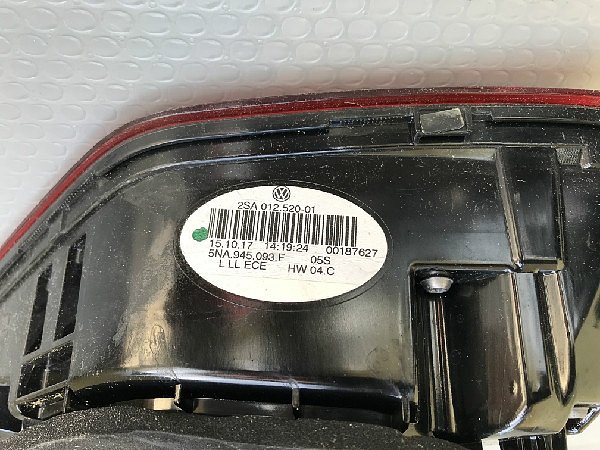 2SA 012.520-01
15.10.17 14:19:24 00187627
5NA.945.093.F 05S
L LL ECE HW 04.C